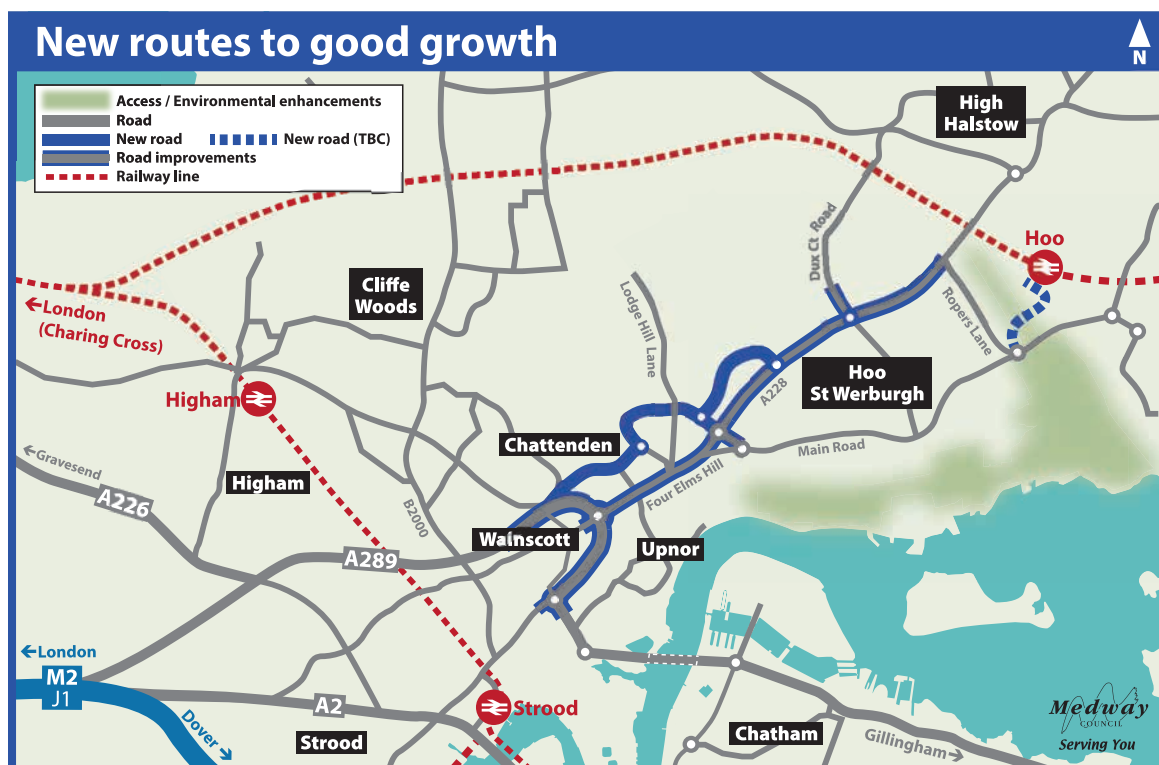 New routes to good growth
N
Access / Environmental enhancements
Road
New road
New road (TBC)
Road improvements
Railway line
High
Halstow
Hoo
Dux Ct Road
Cliffe
Woods
Lodge Hill Lane
Ropers Lane
←London
(Charing Cross)
Hoo
St Werburgh
A228
Higham
Chattenden
Main Road
←Gravesend
Higham
Four Elms Hill
A226
B2000
Wainscott
Upnor
A289
←London
M2
J1
A2
Strood
Dover→
Strood
Chatham
Gillingham→
Medway
COUNCIL
Serving You